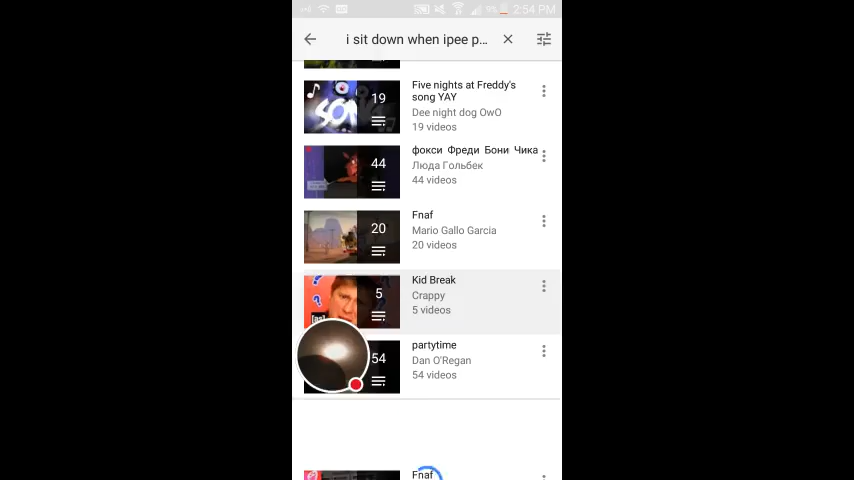 2:54 PM
i sit down when ipee p...
19
Five nights at Freddy's
song YAY
Dee night dog OwO
19 videos
44
фокси Фреди Бони Чика
Люда Гольбек
44 videos
20
Fnaf
Mario Gallo Garcia
20 videos
5
Kid Break
Crappy
5 videos
54
partytime
Dan O'Regan
54 videos
Fnaf